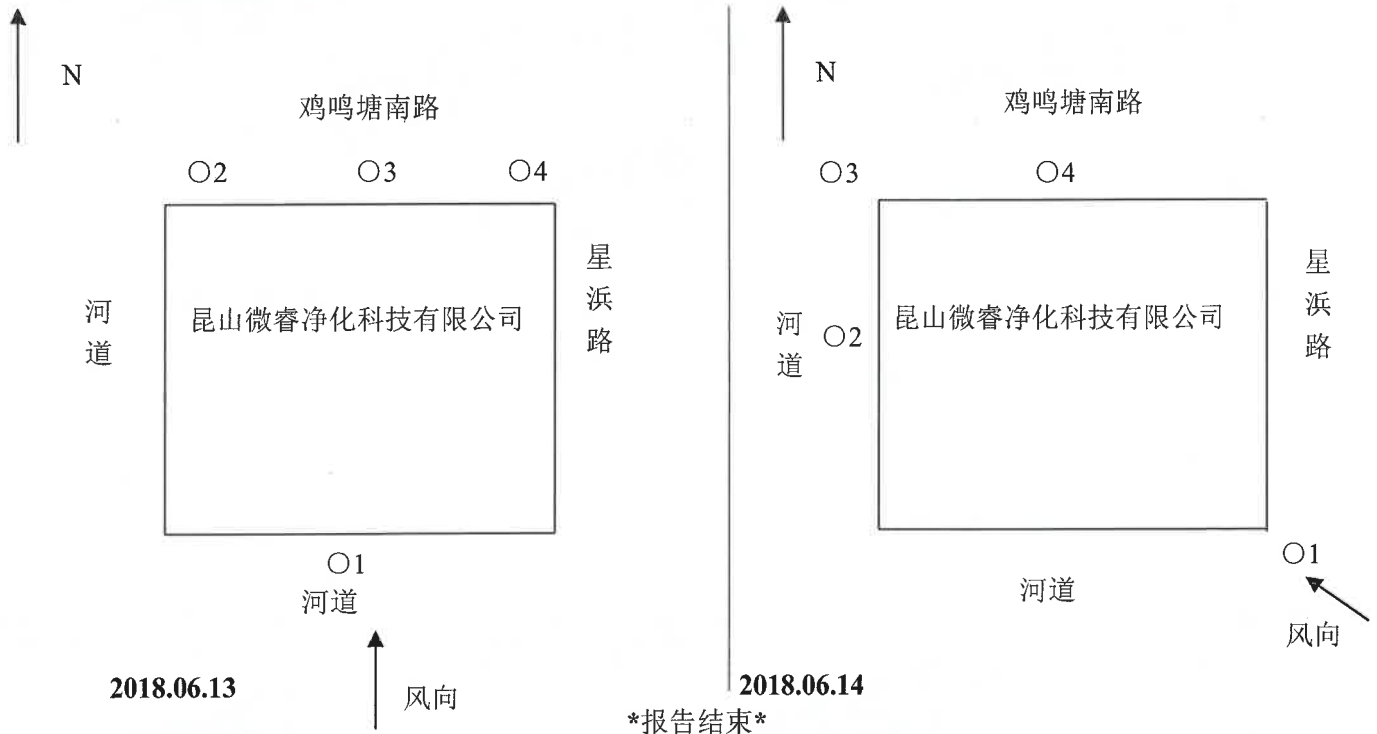 N
鸡鸣塘南路
○2 ○3 ○4
河道
昆山微睿净化科技有限公司
星浜路
○1
河道
风向
2018.06.13
N
鸡鸣塘南路
○3 ○4
河道
○2
昆山微睿净化科技有限公司
星浜路
○1
河道
风向
2018.06.14
*报告结束*